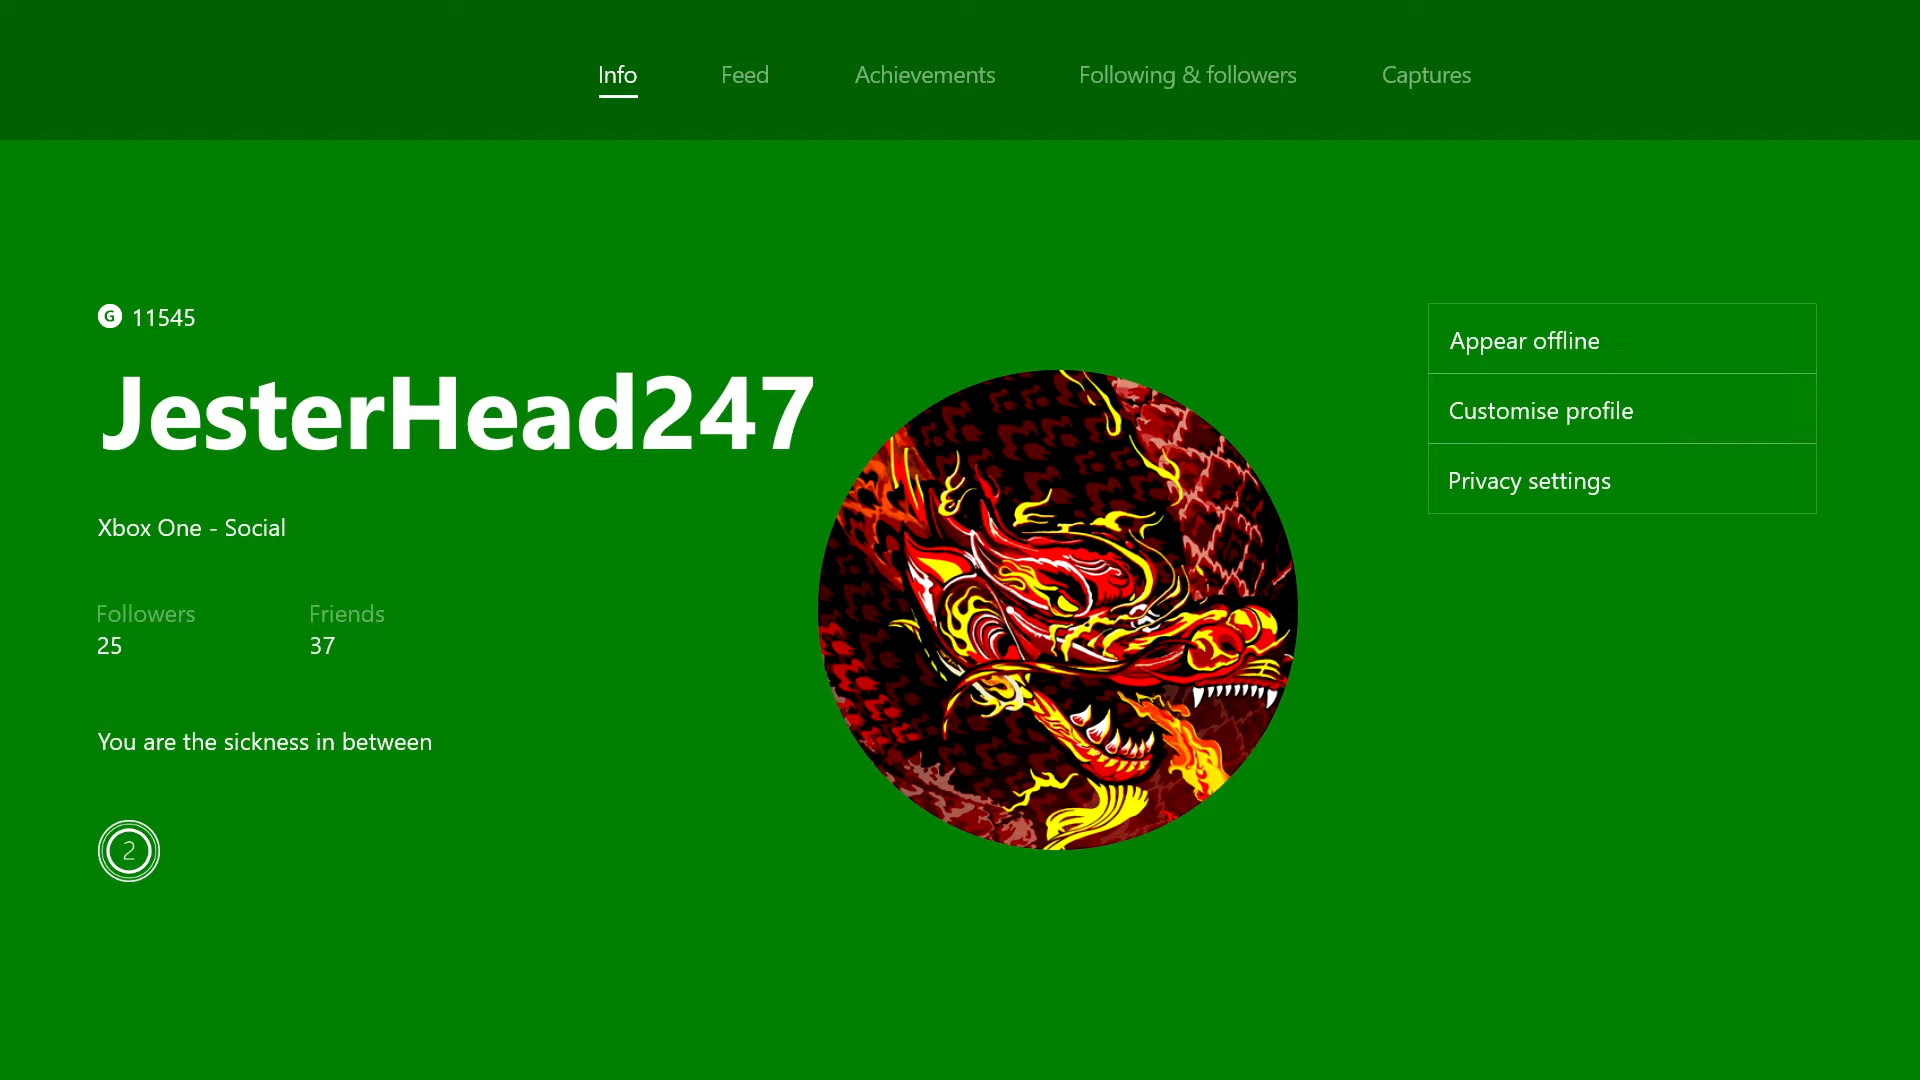 Info Feed Achievements Following & followers Captures
G 11545
JesterHead247
Xbox One - Social
Followers Friends
25 37
You are the sickness in between
2
Appear offline
Customise profile
Privacy settings